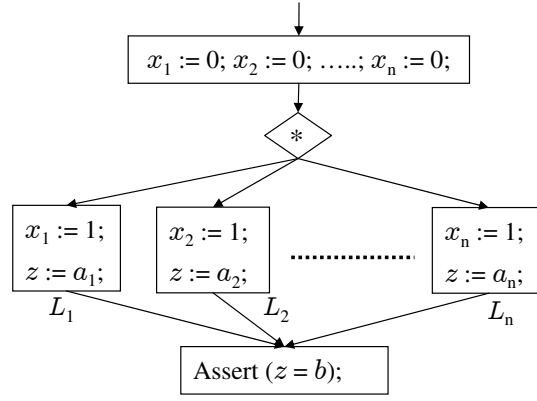 x₁ := 0; x₂ := 0; .....; xₙ := 0;
*
x₁ := 1;
z := a₁;
x₂ := 1;
z := a₂;
xₙ := 1;
z := aₙ;
L₁
L₂
Lₙ
Assert (z = b);